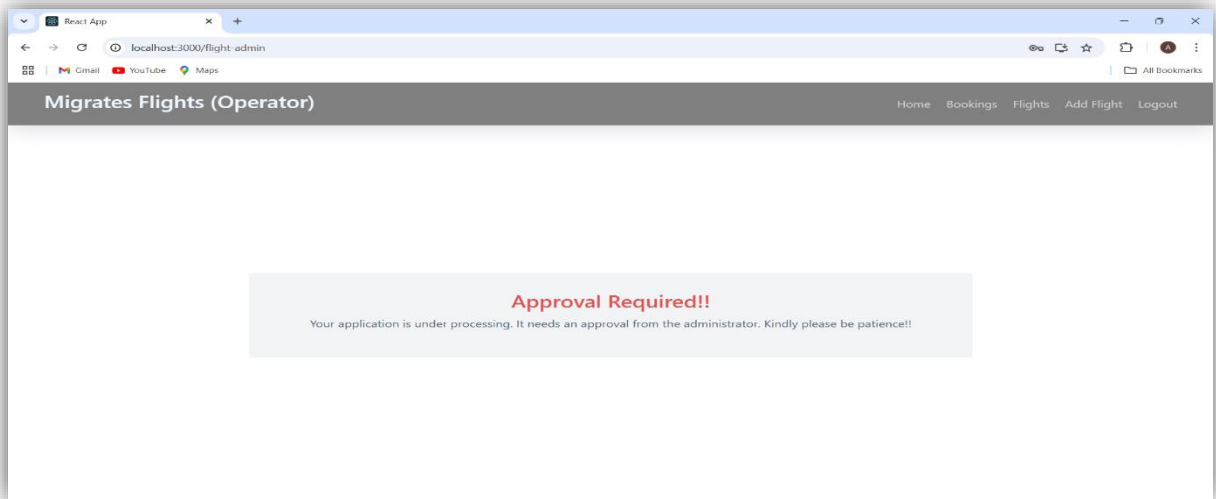 React App
localhost:3000/flight-admin
Gmail YouTube Maps All Bookmarks
A
Migrates Flights (Operator) Home Bookings Flights Add Flight Logout
Approval Required!!
Your application is under processing. It needs an approval from the administrator. Kindly please be patience!!